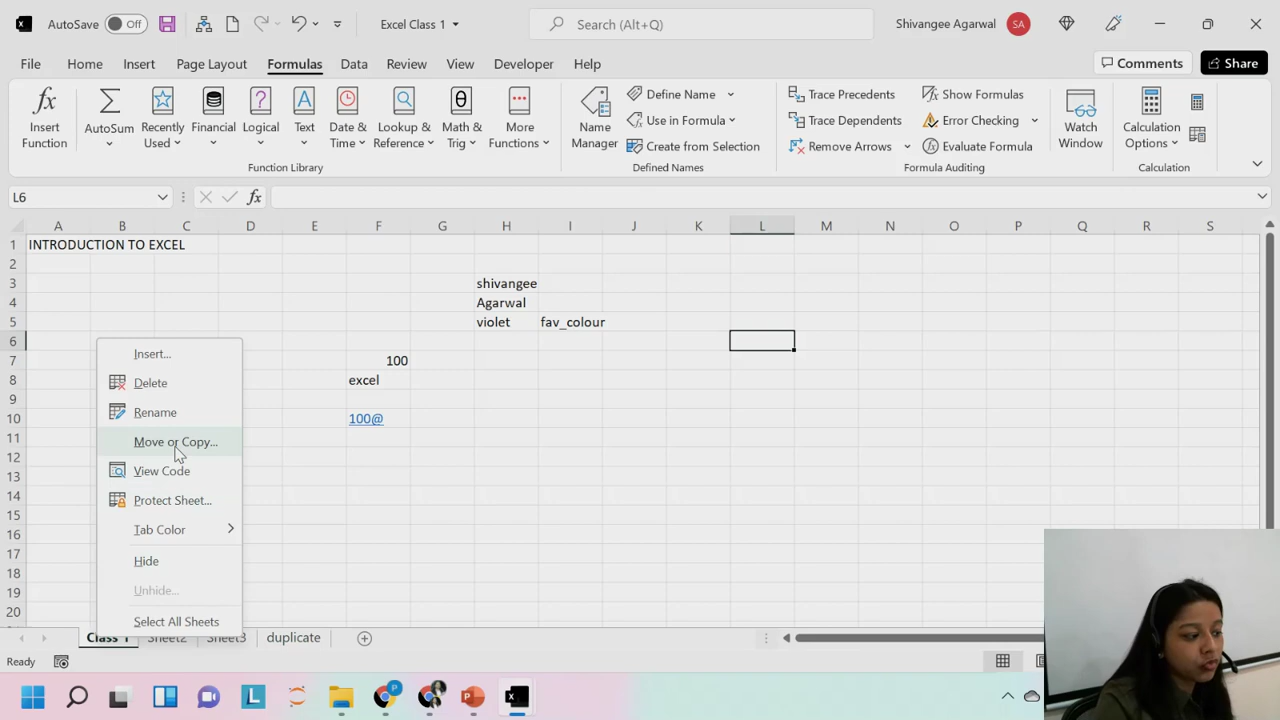 AutoSave Off Excel Class 1 Search (Alt+Q) Shivangee Agarwal SA
File Home Insert Page Layout Formulas Data Review View Developer Help Comments Share
Insert Function
AutoSum
Recently Used
Financial
Logical
Text
Date & Time
Lookup & Reference
Math & Trig
More Functions
Function Library
Name Manager
Define Name
Use in Formula
Create from Selection
Defined Names
Trace Precedents
Trace Dependents
Remove Arrows
Show Formulas
Error Checking
Evaluate Formula
Formula Auditing
Watch Window
Calculation Options
Calculation
L6 fx
A B C D E F G H I J K L M N O P Q R S
1 INTRODUCTION TO EXCEL
2
3 shivangee
4 Agarwal
5 violet fav_colour
6
7 100
8 excel
9
10 100@
11
12
13
14
15
16
17
18
19
20
Insert...
Delete
Rename
Move or Copy...
View Code
Protect Sheet...
Tab Color
Hide
Unhide...
Select All Sheets
Class 1 Sheet2 Sheet3 duplicate
Ready